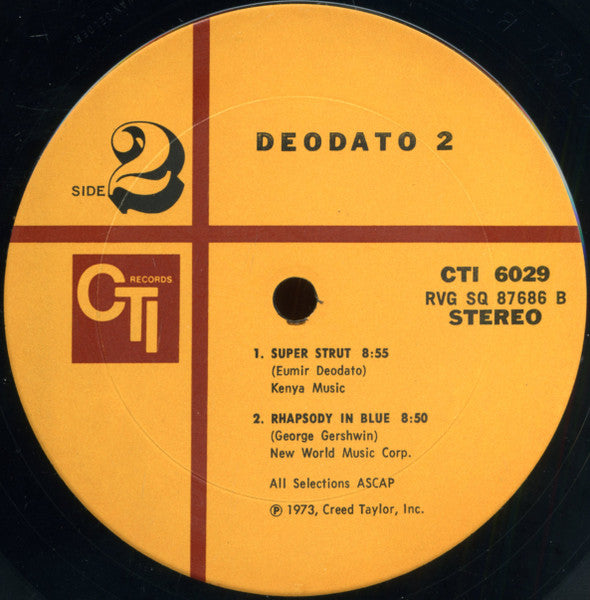 DEODATO 2
SIDE 2
CTI RECORDS
CTI 6029
RVG SQ 87686 B
STEREO
1. SUPER STRUT 8:55
(Eumir Deodato)
Kenya Music
2. RHAPSODY IN BLUE 8:50
(George Gershwin)
New World Music Corp.
All Selections ASCAP
Ⓟ 1973, Creed Taylor, Inc.